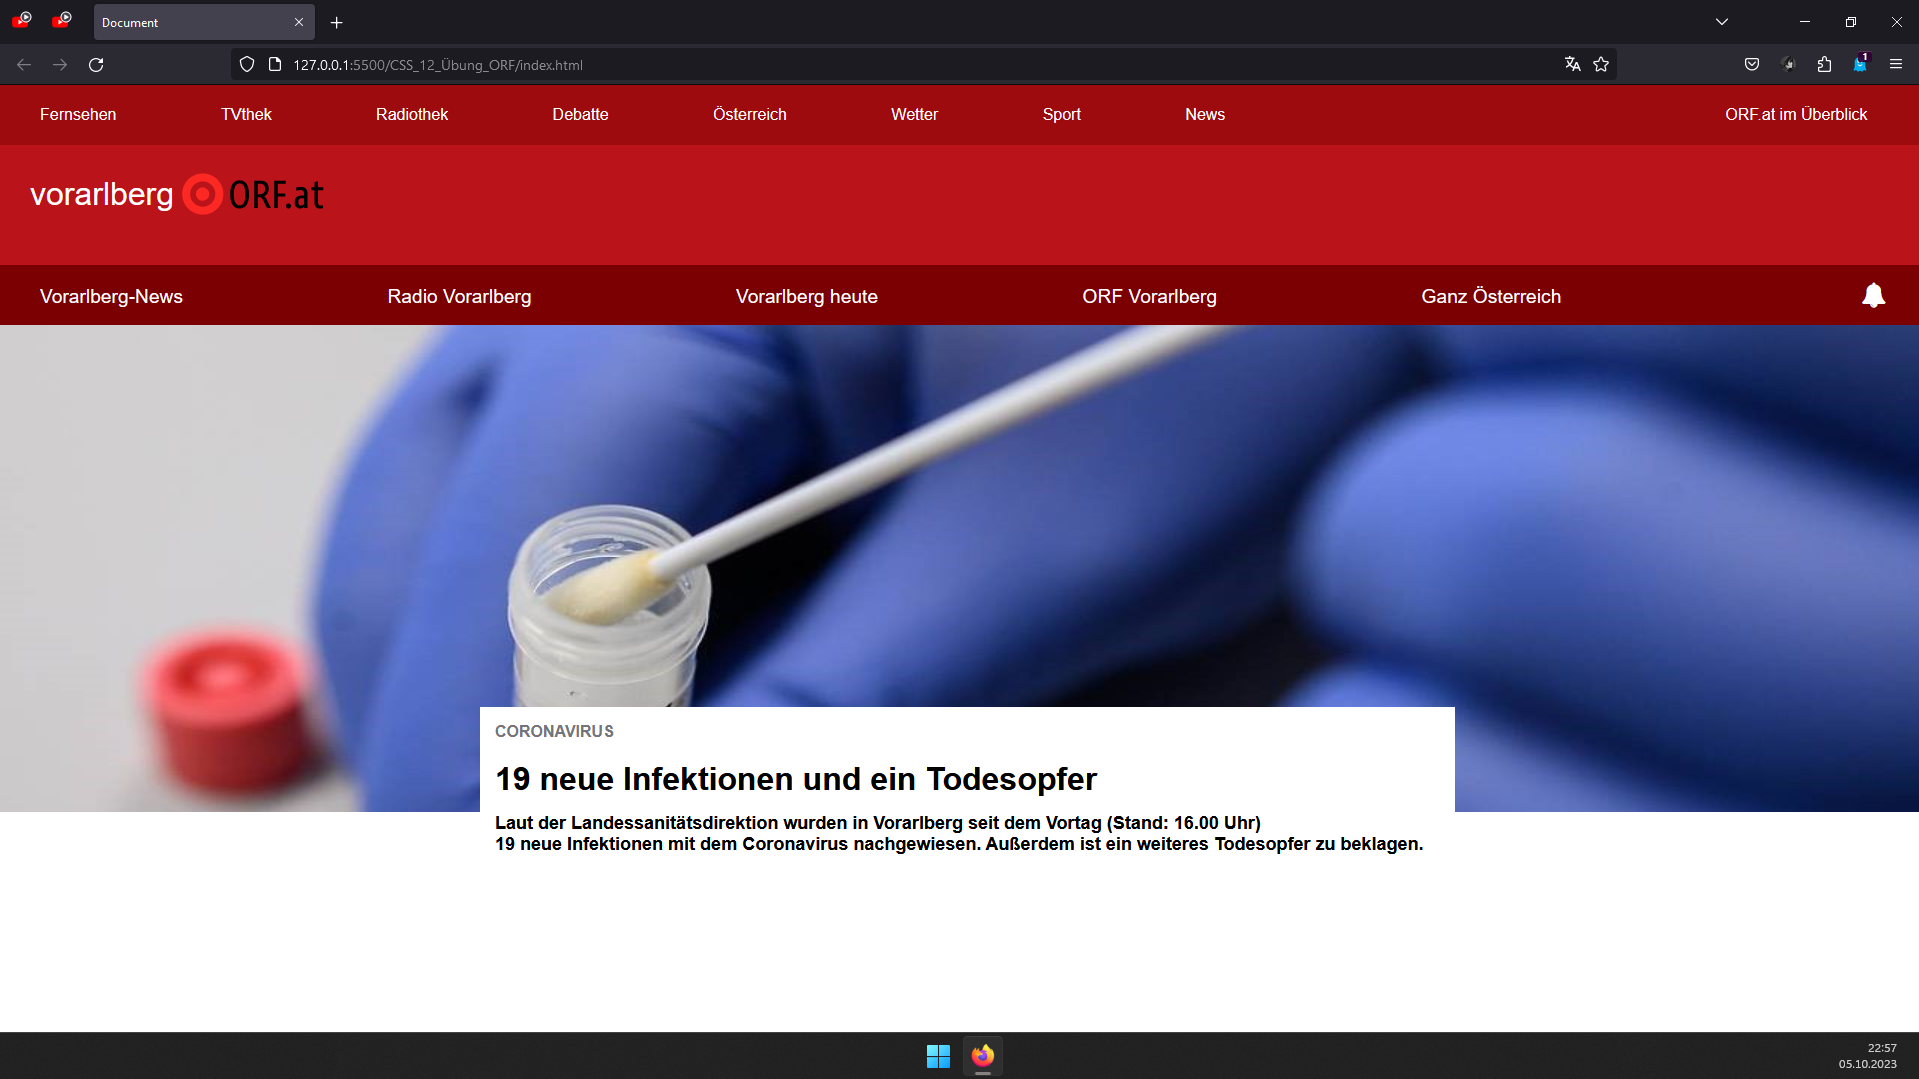 Document
127.0.0.1:5500/CSS_12_Übung_ORF/index.html
1
Fernsehen TVthek Radiothek Debatte Österreich Wetter Sport News ORF.at im Überblick
vorarlberg ORF.at
Vorarlberg-News Radio Vorarlberg Vorarlberg heute ORF Vorarlberg Ganz Österreich
CORONAVIRUS
19 neue Infektionen und ein Todesopfer
Laut der Landessanitätsdirektion wurden in Vorarlberg seit dem Vortag (Stand: 16.00 Uhr)
19 neue Infektionen mit dem Coronavirus nachgewiesen. Außerdem ist ein weiteres Todesopfer zu beklagen.
22:57
05.10.2023